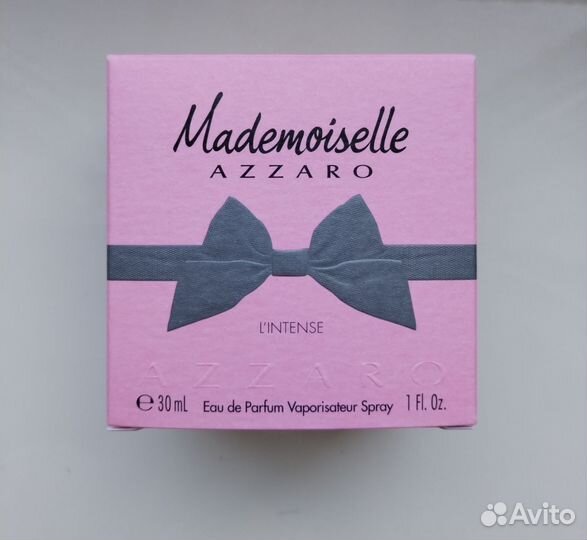 Mademoiselle
AZZARO
L'INTENSE
AZZARO
℮ 30 mL Eau de Parfum Vaporisateur Spray 1 Fl. Oz.
Avito